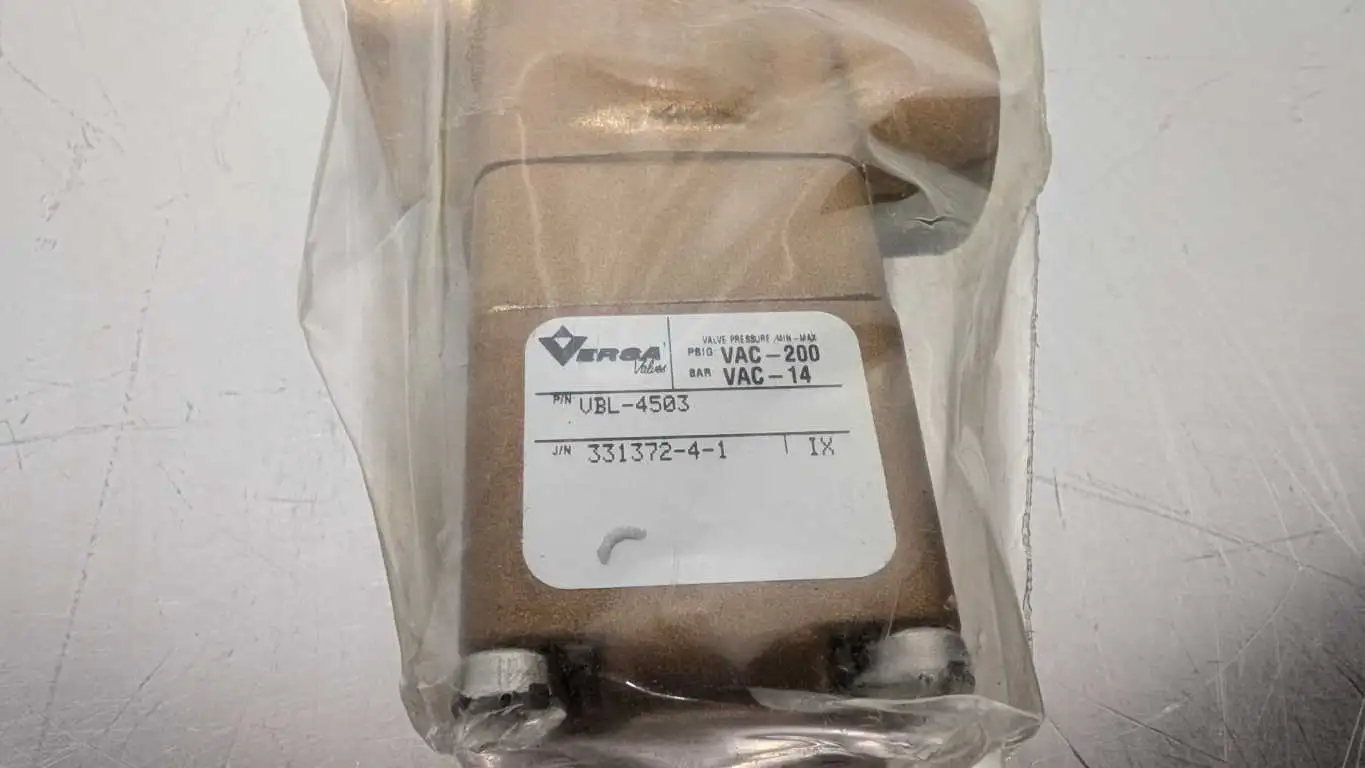 VERSA
Valves
VALVE PRESSURE /MIN-MAX
PSIG VAC-200
BAR VAC-14
P/N VBL-4503
J/N 331372-4-1 IX